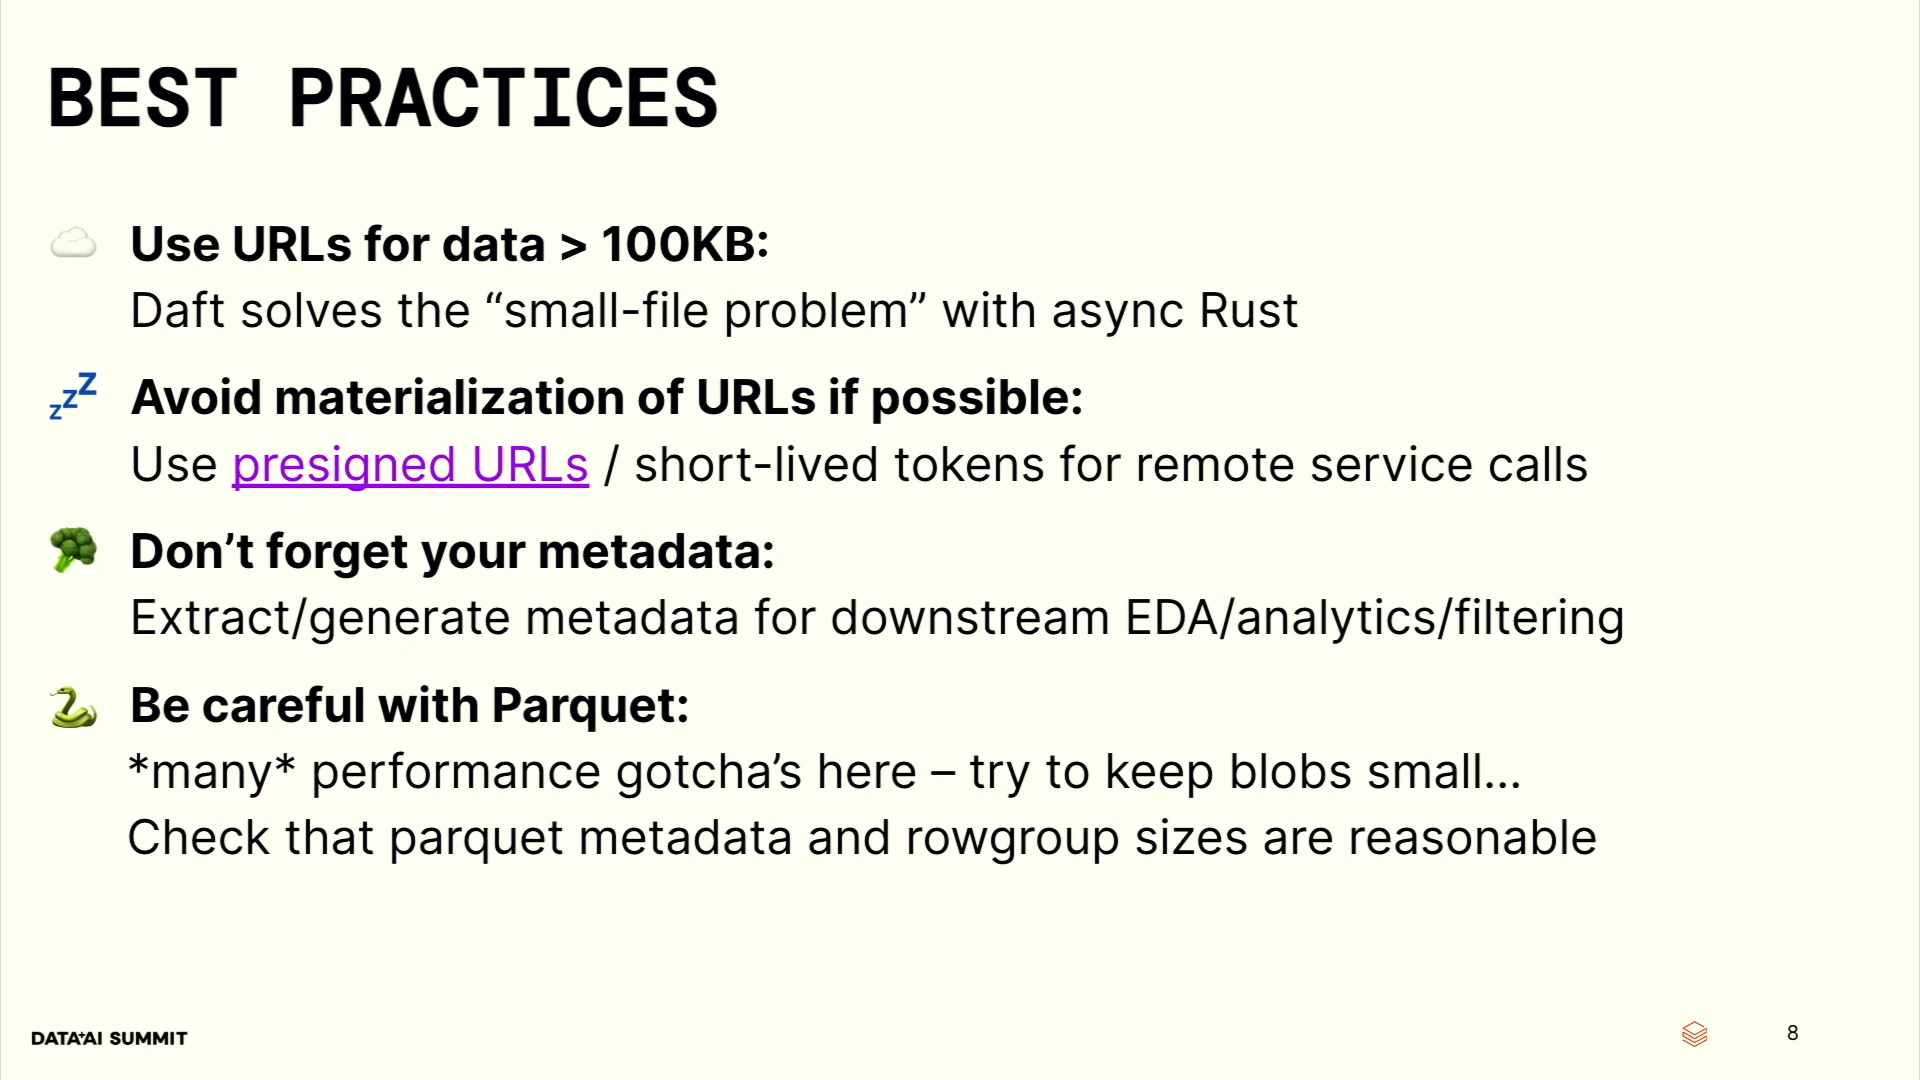 BEST PRACTICES
☁️ Use URLs for data > 100KB:
Daft solves the “small-file problem” with async Rust
💤 Avoid materialization of URLs if possible:
Use presigned URLs / short-lived tokens for remote service calls
🥦 Don’t forget your metadata:
Extract/generate metadata for downstream EDA/analytics/filtering
🐍 Be careful with Parquet:
*many* performance gotcha’s here – try to keep blobs small...
Check that parquet metadata and rowgroup sizes are reasonable
DATA+AI SUMMIT
8